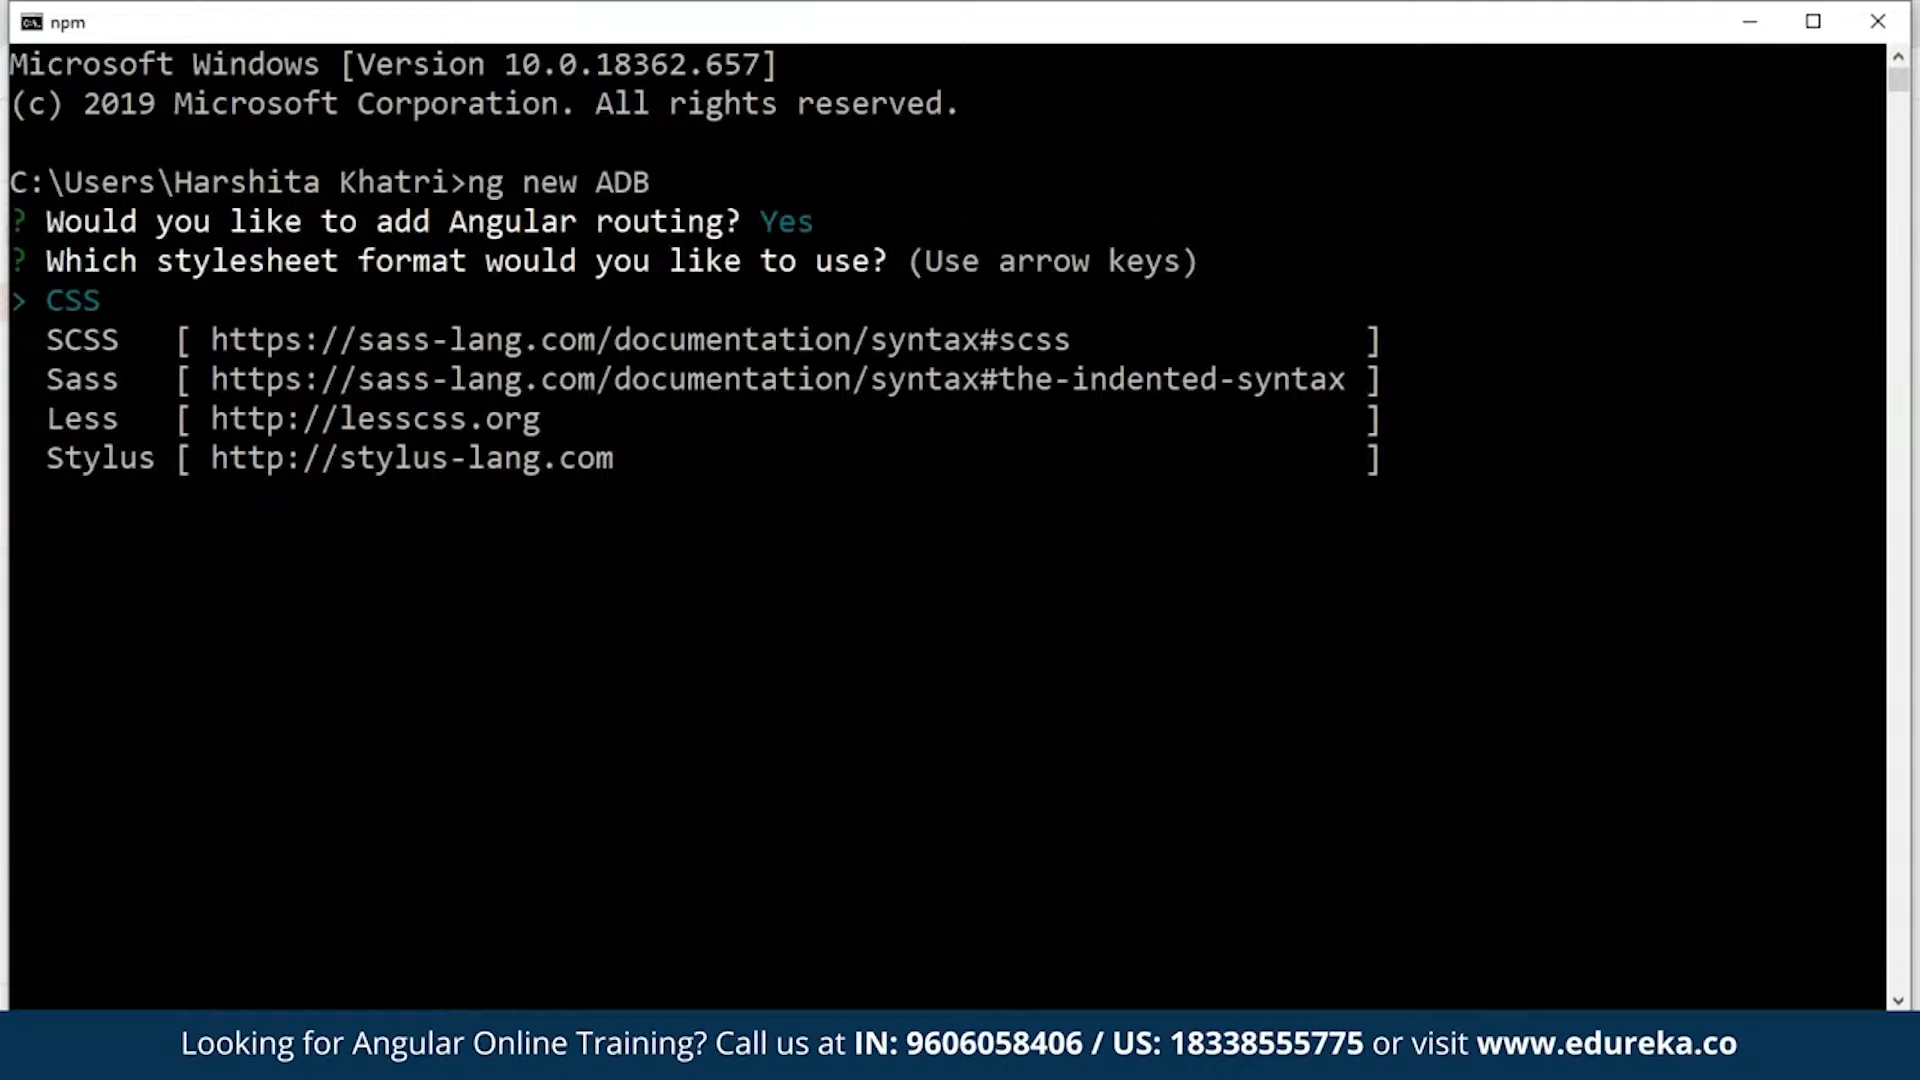 npm
Microsoft Windows [Version 10.0.18362.657]
(c) 2019 Microsoft Corporation. All rights reserved.
C:\Users\Harshita Khatri>ng new ADB
? Would you like to add Angular routing? Yes
? Which stylesheet format would you like to use? (Use arrow keys)
> CSS
SCSS [ https://sass-lang.com/documentation/syntax#scss ]
Sass [ https://sass-lang.com/documentation/syntax#the-indented-syntax ]
Less [ http://lesscss.org ]
Stylus [ http://stylus-lang.com ]
Looking for Angular Online Training? Call us at IN: 9606058406 / US: 18338555775 or visit www.edureka.co